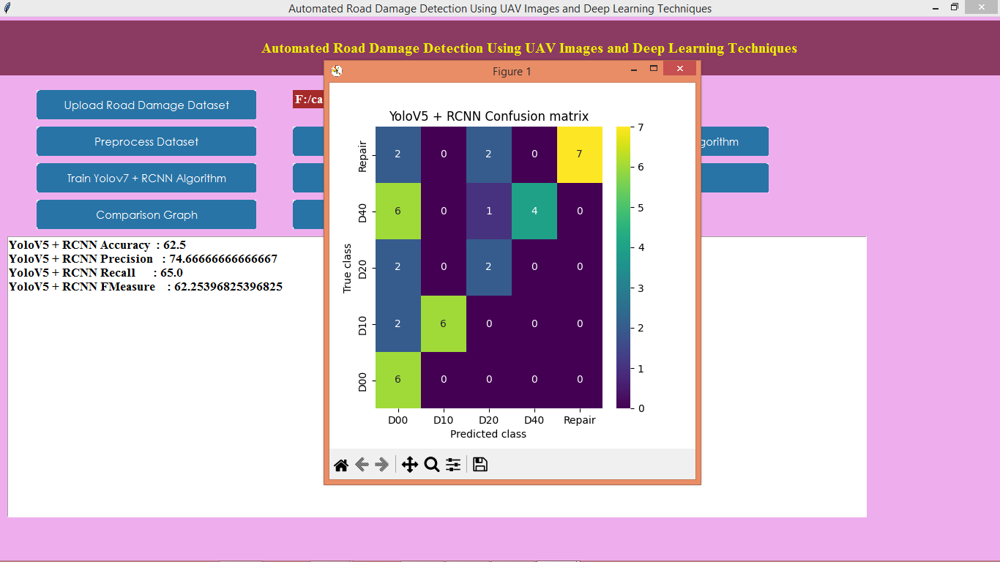 Automated Road Damage Detection Using UAV Images and Deep Learning Techniques
Automated Road Damage Detection Using UAV Images and Deep Learning Techniques
Upload Road Damage Dataset
F:/ca
Preprocess Dataset
gorithm
Train Yolov7 + RCNN Algorithm
Comparison Graph
YoloV5 + RCNN Accuracy : 62.5
YoloV5 + RCNN Precision : 74.66666666666667
YoloV5 + RCNN Recall : 65.0
YoloV5 + RCNN FMeasure : 62.25396825396825
Figure 1
YoloV5 + RCNN Confusion matrix
True class
Repair 2 0 2 0 7
D40 6 0 1 4 0
D20 2 0 2 0 0
D10 2 6 0 0 0
D00 6 0 0 0 0
D00 D10 D20 D40 Repair
Predicted class
7
6
5
4
3
2
1
0